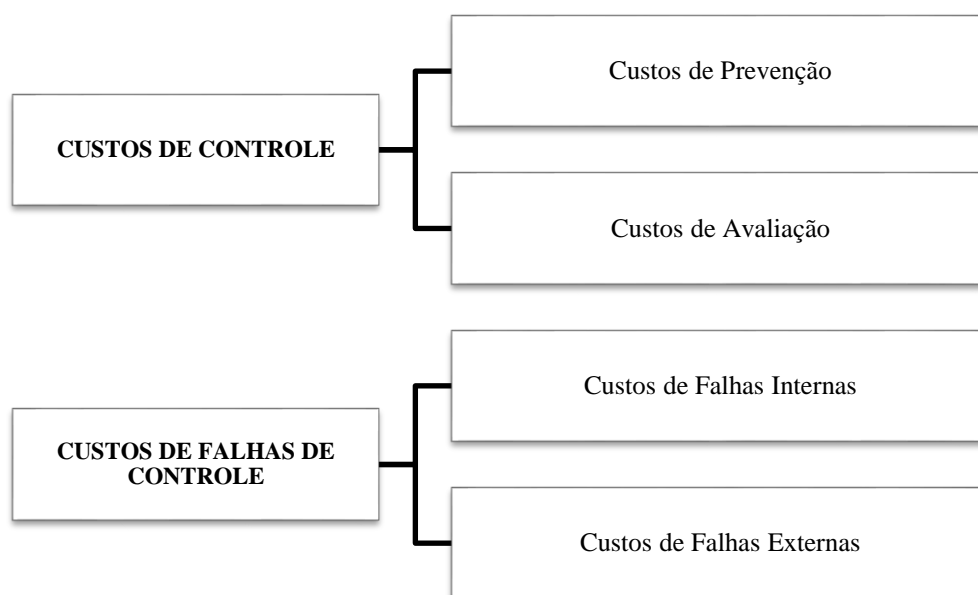 Custos de Prevenção
CUSTOS DE CONTROLE
Custos de Avaliação
Custos de Falhas Internas
CUSTOS DE FALHAS DE
CONTROLE
Custos de Falhas Externas